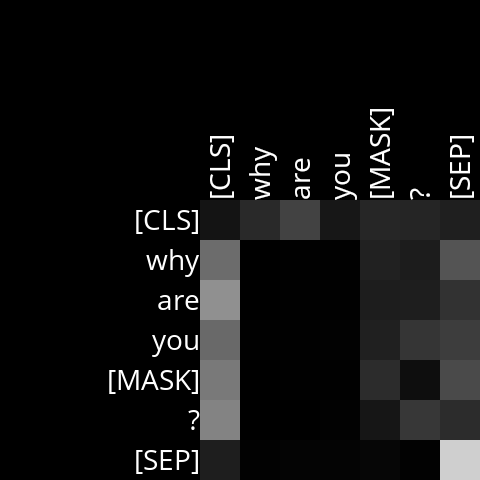 [CLS] why are you [MASK] ? [SEP]
[CLS]
why
are
you
[MASK]
?
[SEP]